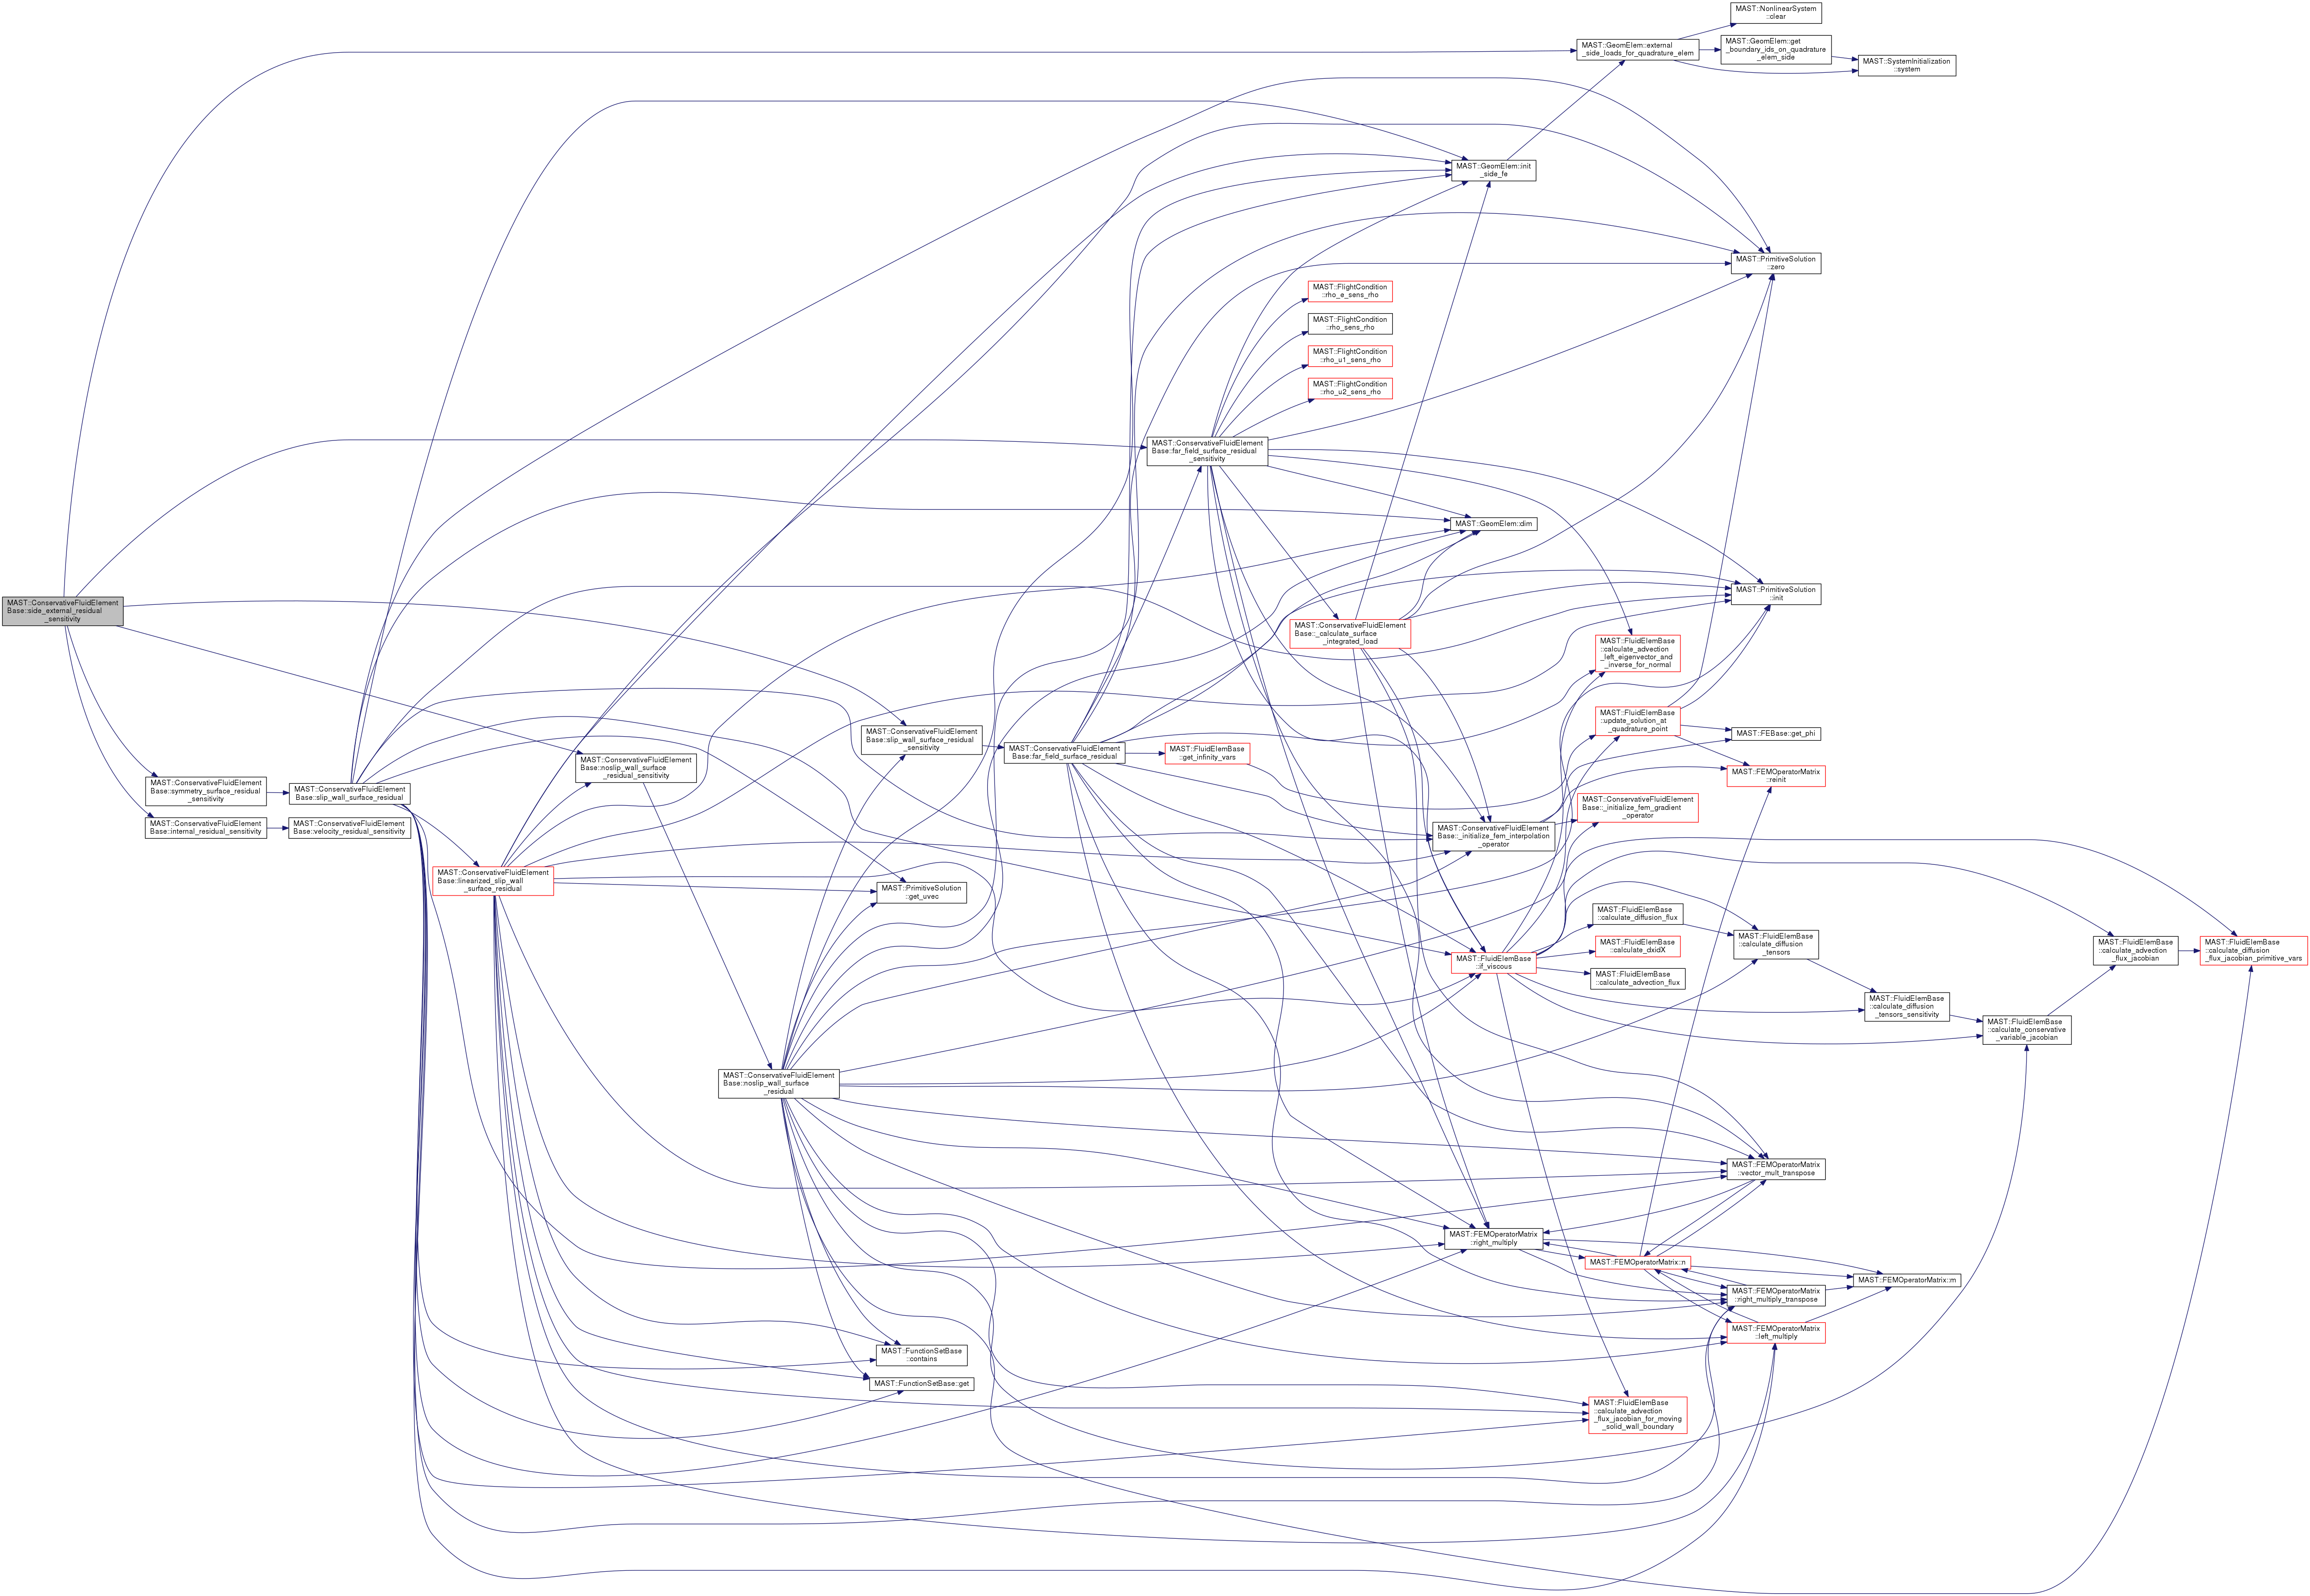 MAST::NonlinearSystem
::clear
MAST::GeomElem::external
_side_loads_for_quadrature_elem
MAST::GeomElem::get
_boundary_ids_on_quadrature
_elem_side
MAST::SystemInitialization
::system
MAST::GeomElem::init
_side_fe
MAST::PrimitiveSolution
::zero
MAST::FlightCondition
::rho_e_sens_rho
MAST::FlightCondition
::rho_sens_rho
MAST::FlightCondition
::rho_u1_sens_rho
MAST::FlightCondition
::rho_u2_sens_rho
MAST::ConservativeFluidElement
Base::far_field_surface_residual
_sensitivity
MAST::GeomElem::dim
MAST::PrimitiveSolution
::init
MAST::ConservativeFluidElement
Base::side_external_residual
_sensitivity
MAST::ConservativeFluidElement
Base::_calculate_surface
_integrated_load
MAST::FluidElemBase
::calculate_advection
_left_eigenvector_and
_inverse_for_normal
MAST::FluidElemBase
::update_solution_at
_quadrature_point
MAST::FEBase::get_phi
MAST::ConservativeFluidElement
Base::slip_wall_surface_residual
_sensitivity
MAST::ConservativeFluidElement
Base::far_field_surface_residual
MAST::FluidElemBase
::get_infinity_vars
MAST::ConservativeFluidElement
Base::noslip_wall_surface
_residual_sensitivity
MAST::FEMOperatorMatrix
::reinit
MAST::ConservativeFluidElement
Base::symmetry_surface_residual
_sensitivity
MAST::ConservativeFluidElement
Base::slip_wall_surface_residual
MAST::ConservativeFluidElement
Base::_initialize_fem_gradient
_operator
MAST::ConservativeFluidElement
Base::internal_residual_sensitivity
MAST::ConservativeFluidElement
Base::velocity_residual_sensitivity
MAST::ConservativeFluidElement
Base::_initialize_fem_interpolation
_operator
MAST::ConservativeFluidElement
Base::linearized_slip_wall
_surface_residual
MAST::PrimitiveSolution
::get_uvec
MAST::FluidElemBase
::calculate_diffusion_flux
MAST::FluidElemBase
::calculate_diffusion
_tensors
MAST::FluidElemBase
::calculate_dxidX
MAST::FluidElemBase
::calculate_advection
_flux_jacobian
MAST::FluidElemBase
::calculate_diffusion
_flux_jacobian_primitive_vars
MAST::FluidElemBase
::if_viscous
MAST::FluidElemBase
::calculate_advection_flux
MAST::FluidElemBase
::calculate_diffusion
_tensors_sensitivity
MAST::FluidElemBase
::calculate_conservative
_variable_jacobian
MAST::ConservativeFluidElement
Base::noslip_wall_surface
_residual
MAST::FEMOperatorMatrix
::vector_mult_transpose
MAST::FEMOperatorMatrix
::right_multiply
MAST::FEMOperatorMatrix::n
MAST::FEMOperatorMatrix::m
MAST::FEMOperatorMatrix
::right_multiply_transpose
MAST::FEMOperatorMatrix
::left_multiply
MAST::FunctionSetBase
::contains
MAST::FunctionSetBase::get
MAST::FluidElemBase
::calculate_advection
_flux_jacobian_for_moving
_solid_wall_boundary